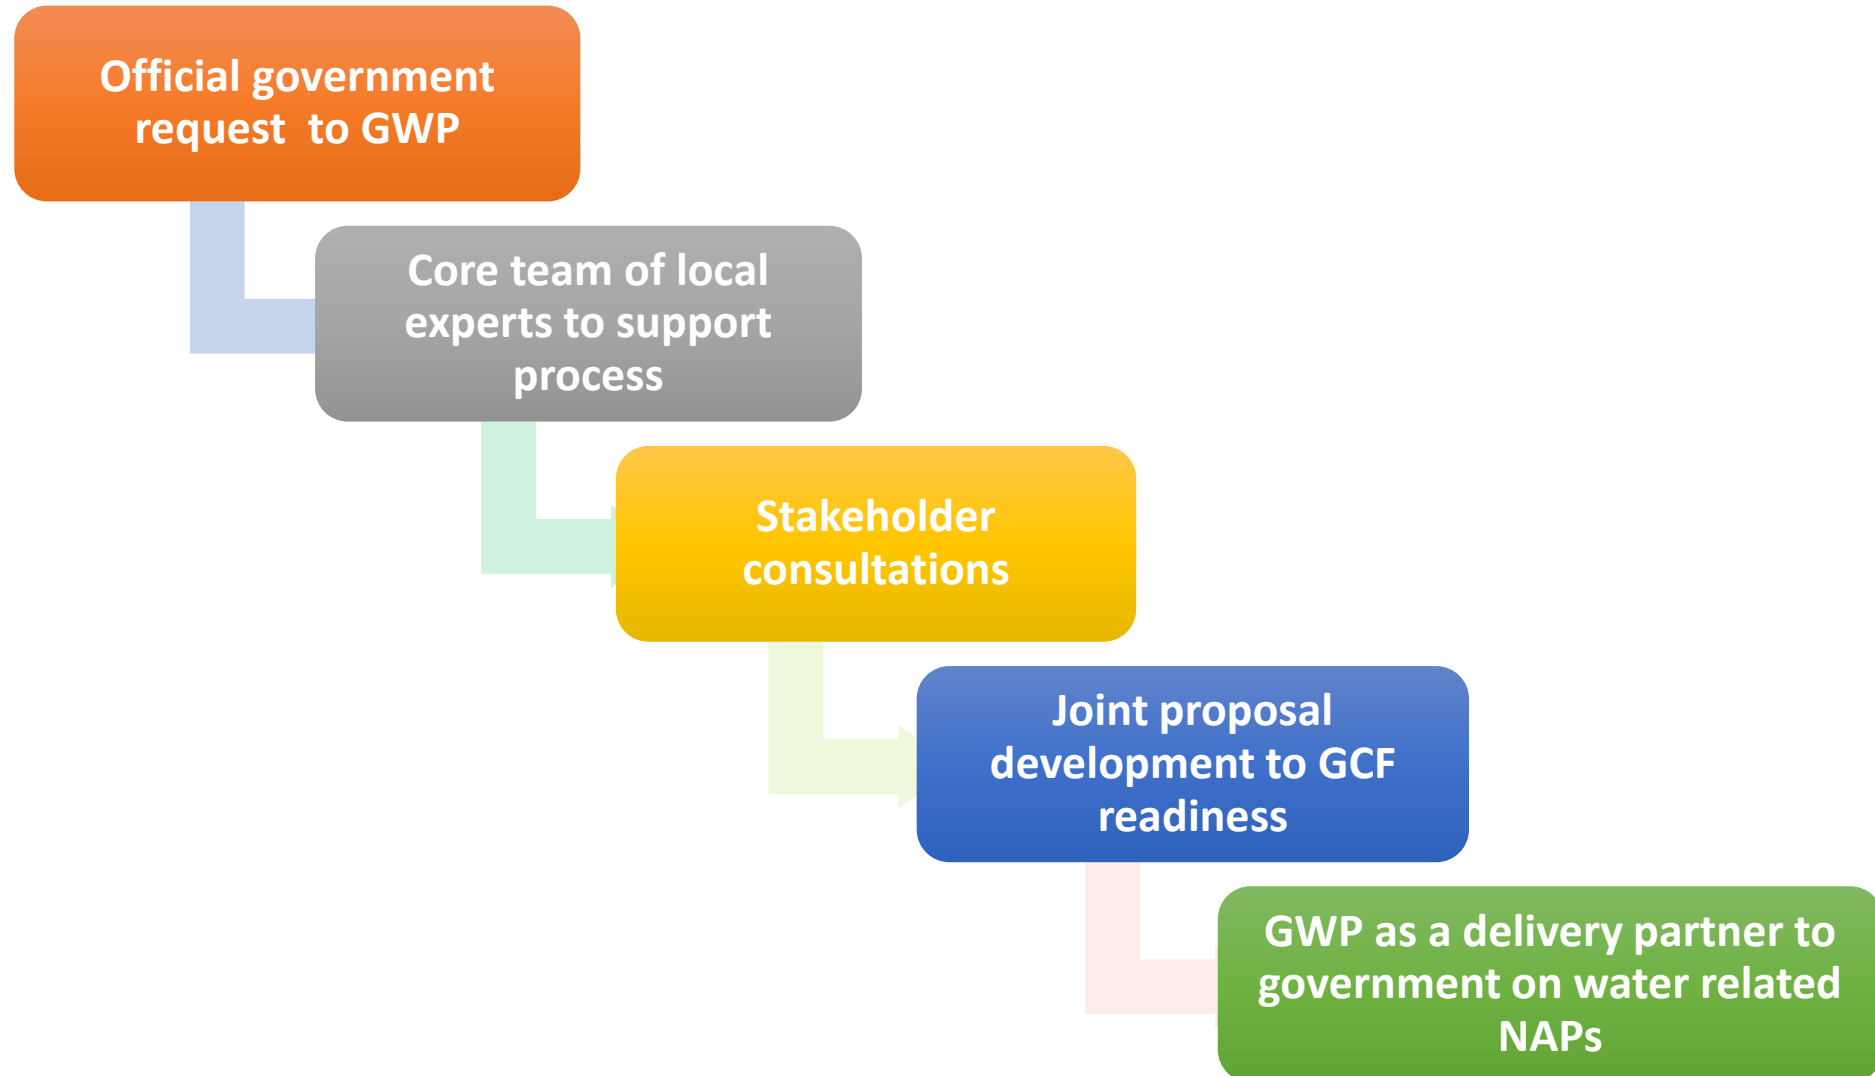 Official government
request  to GWP
Core team of local
experts to support
process
Stakeholder
consultations
Joint proposal
development to GCF
readiness
GWP as a delivery partner to
government on water related
NAPs